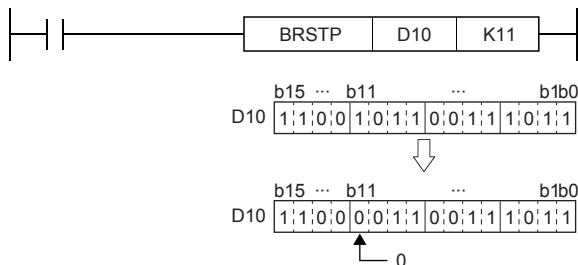 BRSTP D10 K11
b15 ··· b11 ··· b1b0
D10 1 1 0 0 1 0 1 1 0 0 1 1 1 0 1 1
b15 ··· b11 ··· b1b0
D10 1 1 0 0 0 0 1 1 0 0 1 1 1 0 1 1
0